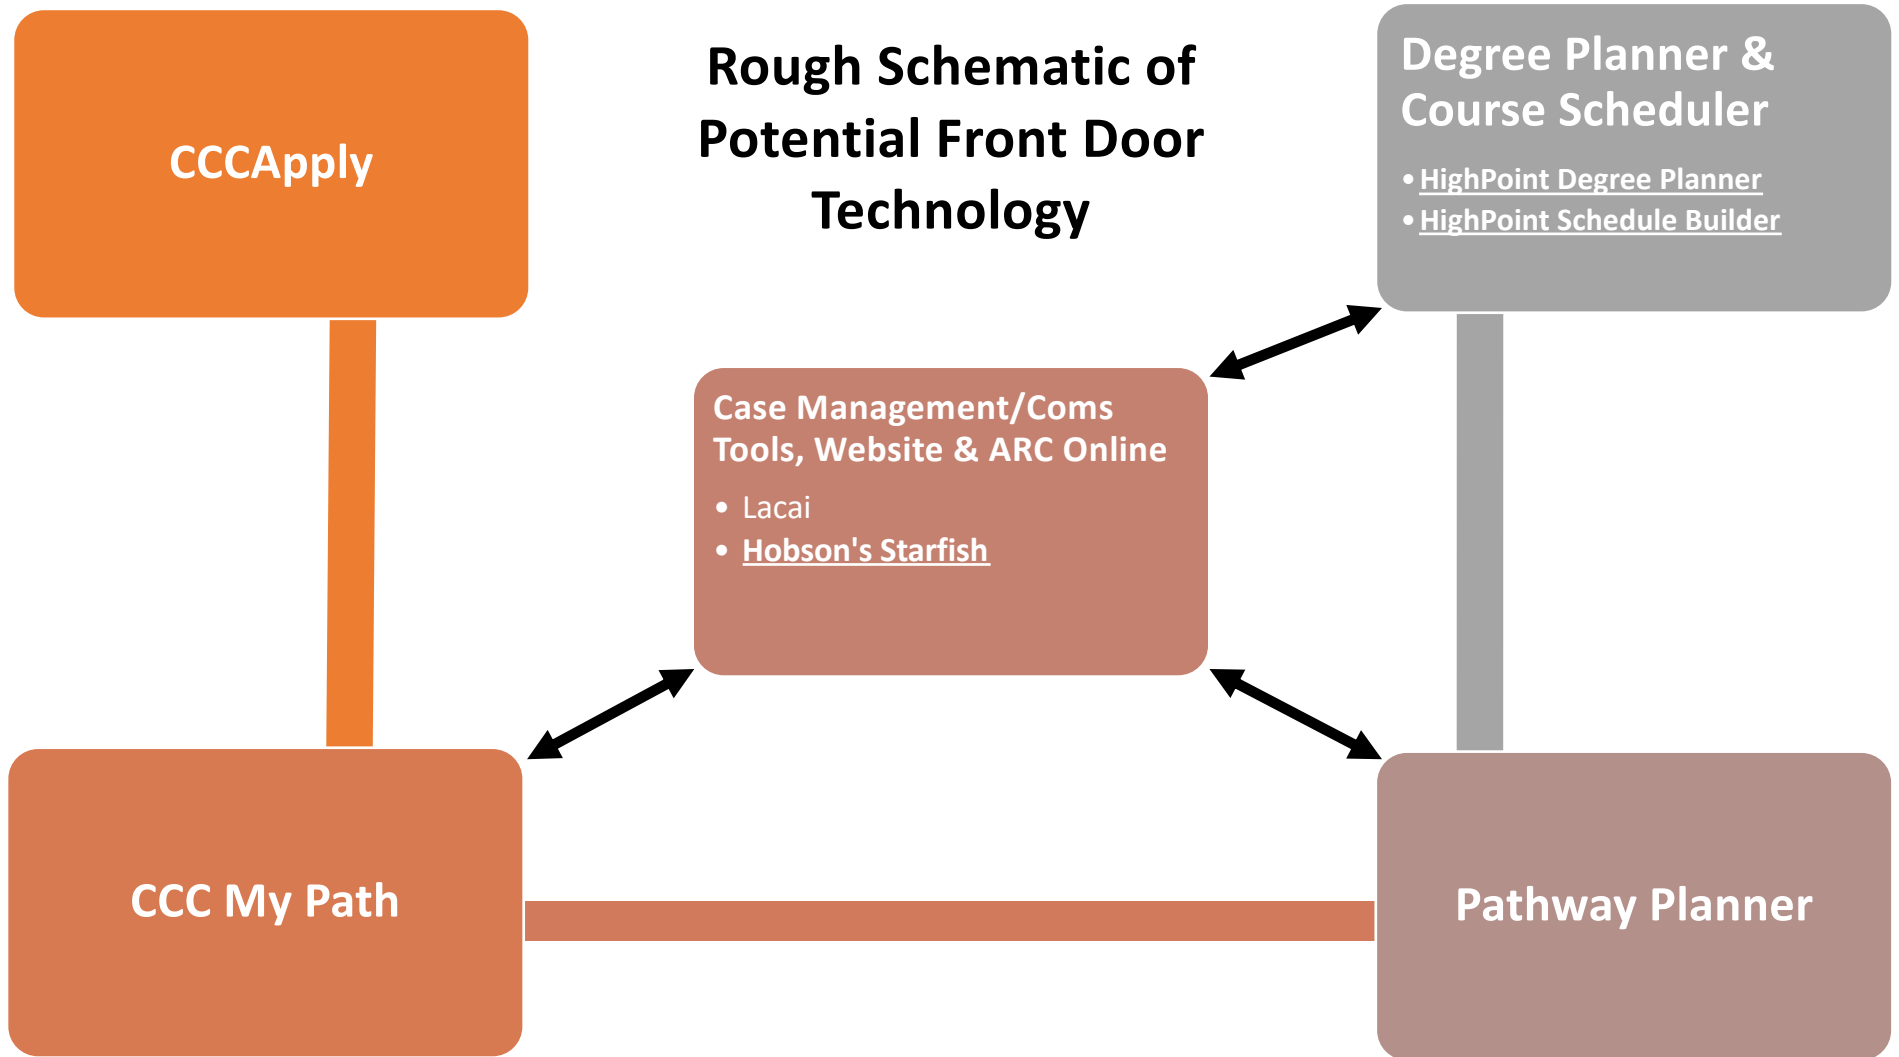 CCCApply
Rough Schematic of
Potential Front Door
Technology
Degree Planner &
Course Scheduler
• HighPoint Degree Planner
• HighPoint Schedule Builder
Case Management/Coms
Tools, Website & ARC Online
• Lacai
• Hobson's Starfish
CCC My Path
Pathway Planner